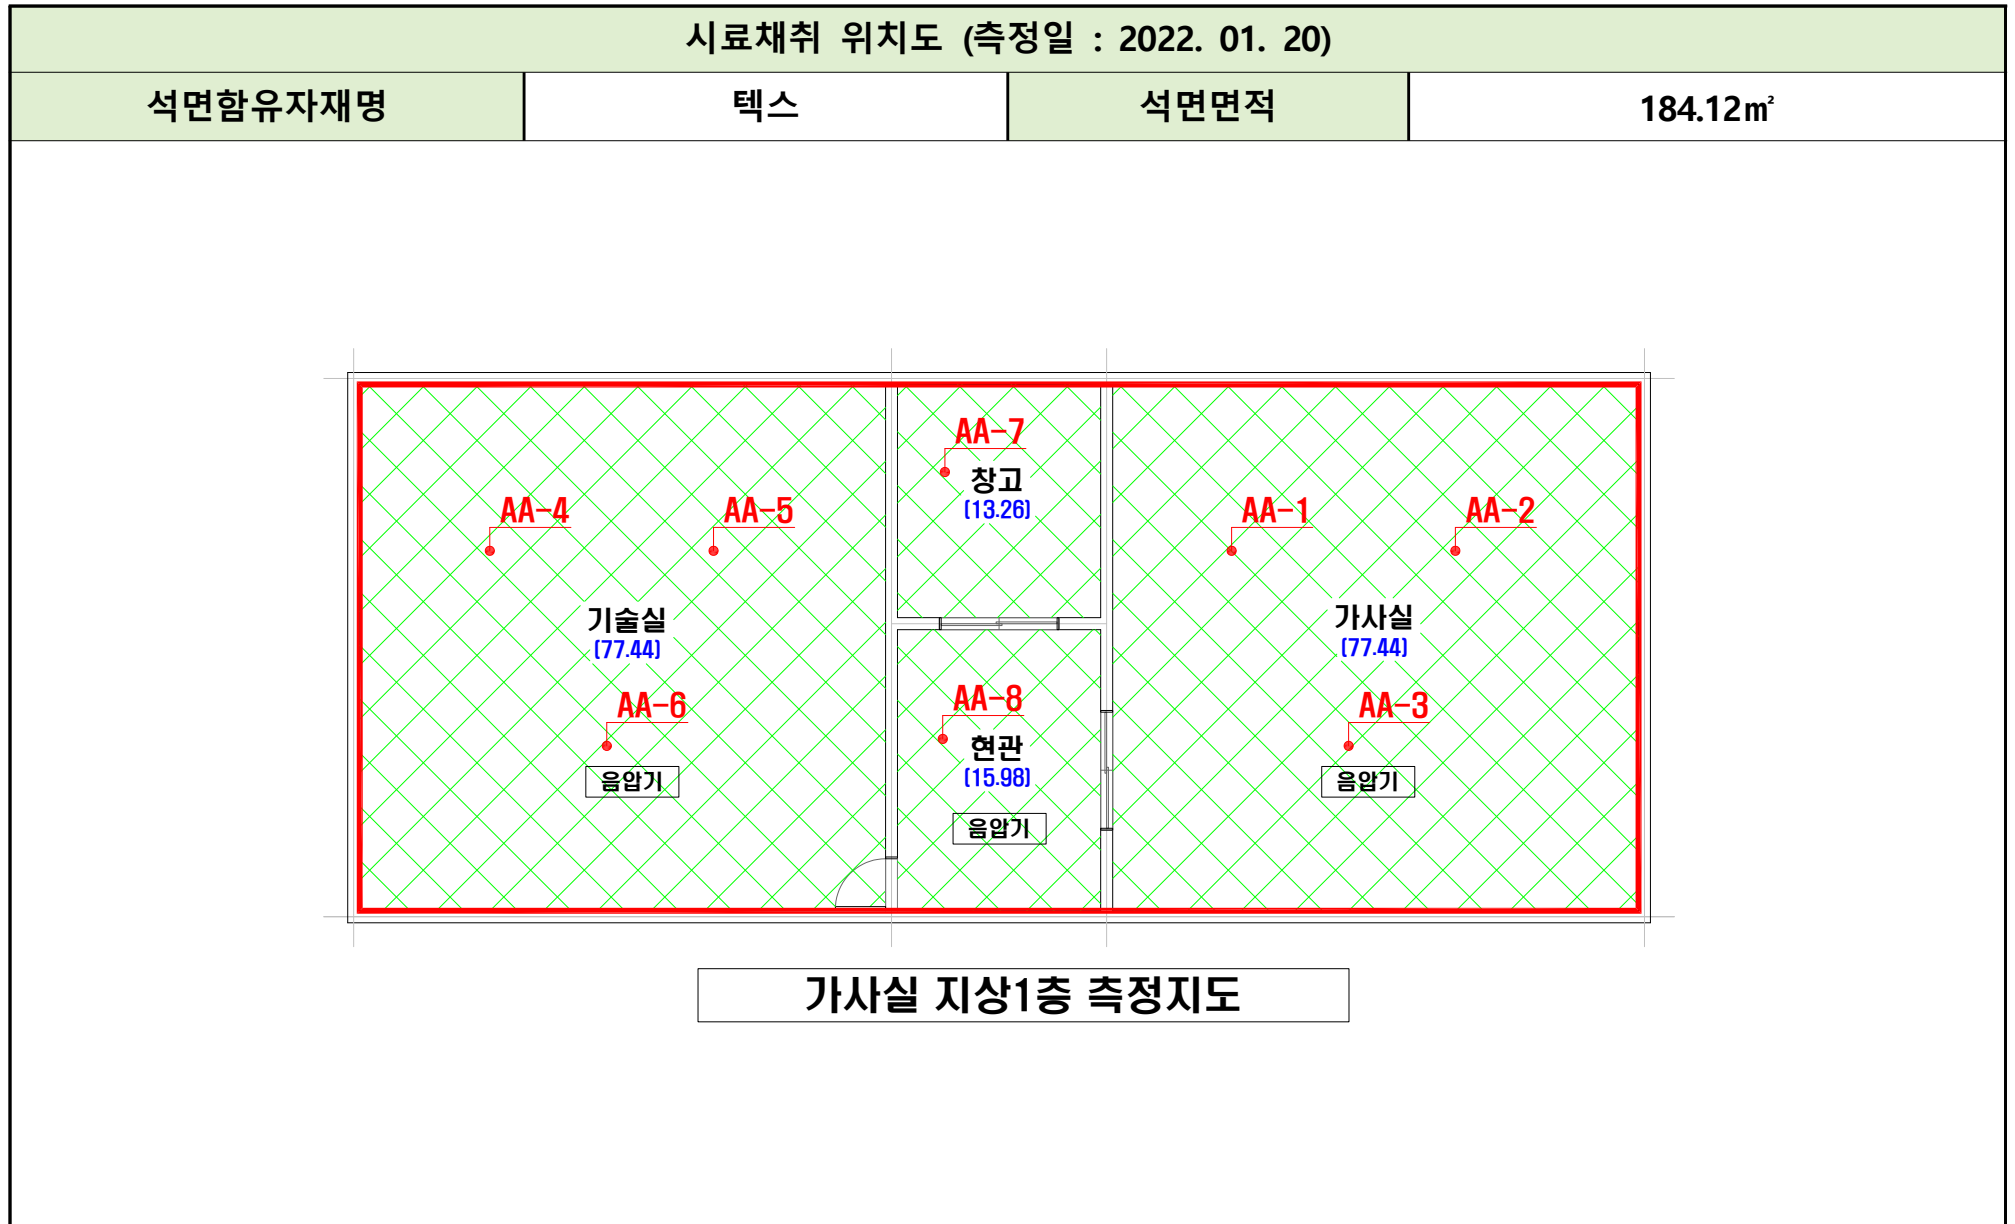 시료채취 위치도 (측정일 : 2022. 01. 20)
석면함유자재명 텍스 석면면적 184.12㎡
AA-7
창고
(13.26)
AA-4 AA-5 AA-1 AA-2
기술실
(77.44)
가사실
(77.44)
AA-6 AA-8 AA-3
현관
(15.98)
음압기 음압기
음압기
가사실 지상1층 측정지도